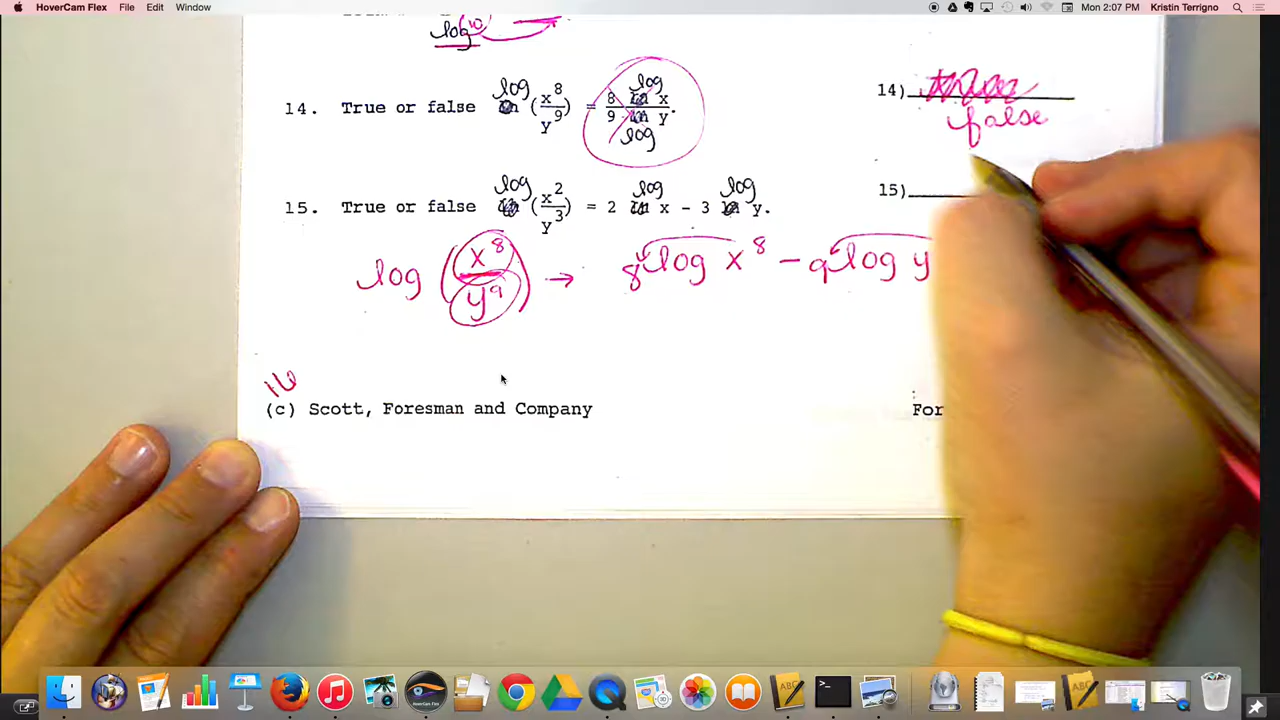 HoverCam Flex File Edit Window Mon 2:07 PM Kristin Terrigno
log (10)
14. True or false log (x^8/y^9) = 8 log x / 9 log y. 14)
false
15. True or false log (x^2/y^3) = 2 log x - 3 log y. 15)
log (x^8/y^9) → 8 log x^8 - 9 log y
16
(c) Scott, Foresman and Company For